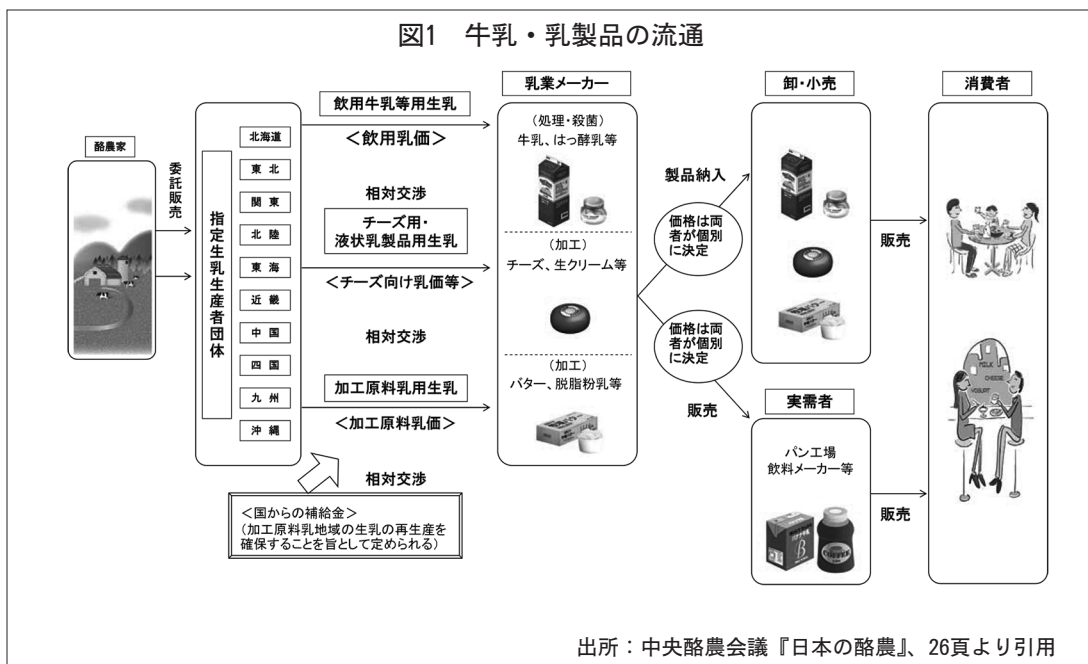 図1　牛乳・乳製品の流通
酪農家
委託販売
指定生乳生産者団体
北海道
東北
関東
北陸
東海
近畿
中国
四国
九州
沖縄
飲用牛乳等用生乳
<飲用乳価>
相対交渉
チーズ用・
液状乳製品用生乳
<チーズ向け乳価等>
相対交渉
加工原料乳用生乳
<加工原料乳価>
相対交渉
<国からの補給金>
(加工原料乳地域の生乳の再生産を
確保することを旨として定められる)
乳業メーカー
(処理・殺菌)
牛乳、はっ酵乳等
(加工)
チーズ、生クリーム等
(加工)
バター、脱脂粉乳等
製品納入
価格は両
者が個別
に決定
価格は両
者が個別
に決定
販売
卸・小売
販売
実需者
パン工場
飲料メーカー等
B
COFFEE
販売
消費者
MILK
CHEESE
YOGURT
出所：中央酪農会議『日本の酪農』、26頁より引用